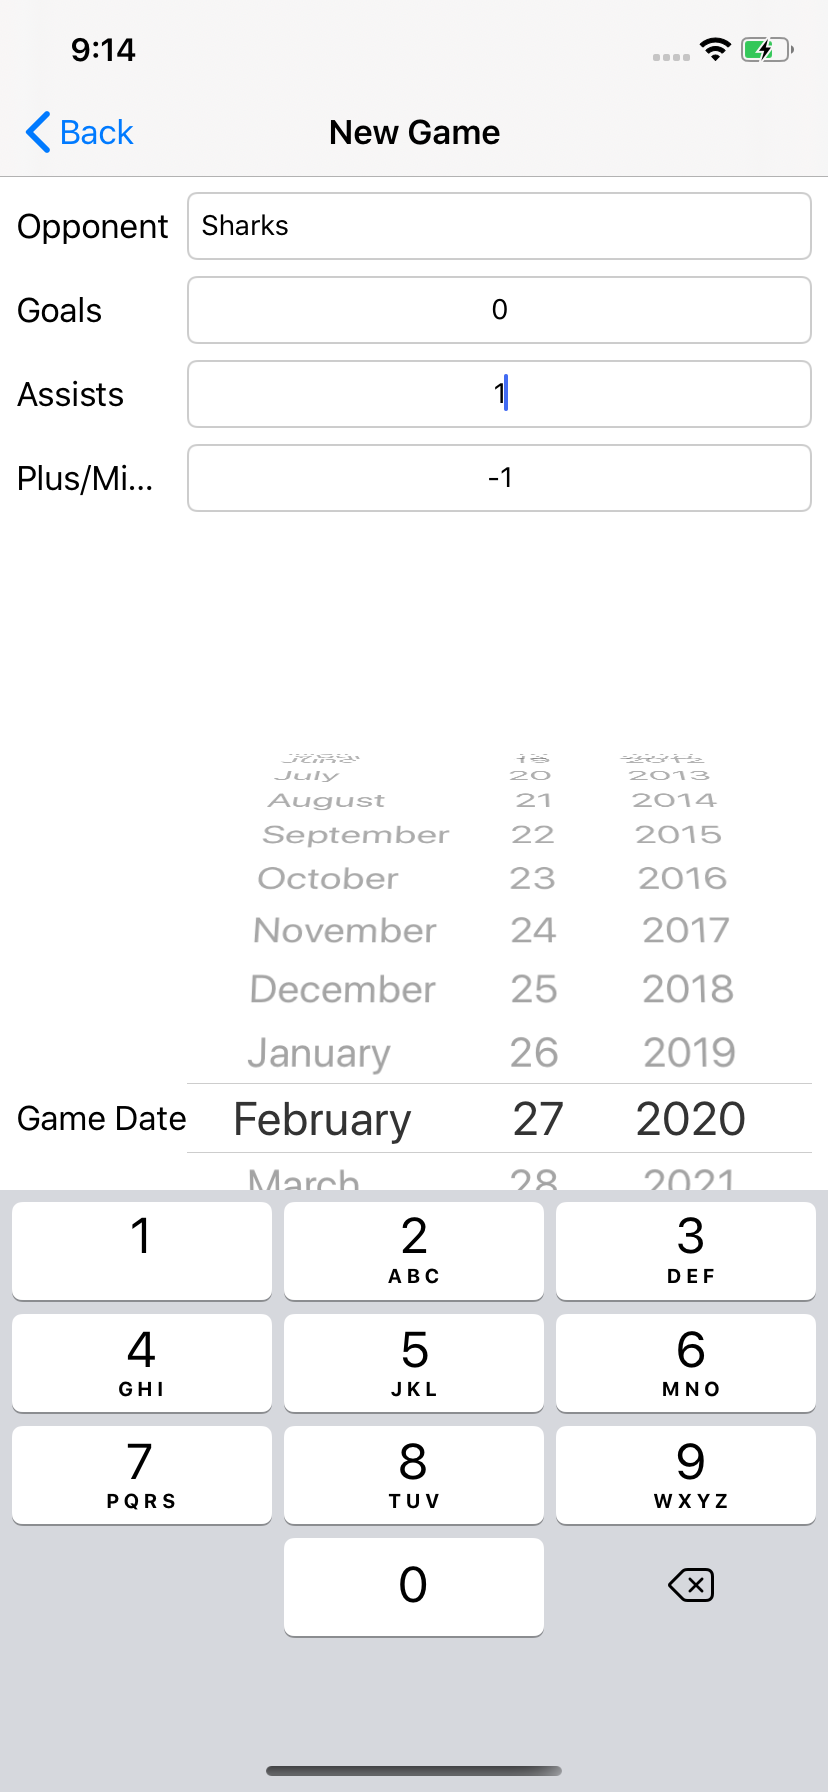 9:14
Back New Game
Opponent Sharks
Goals 0
Assists 1
Plus/Mi... -1
June 19 2012
July 20 2013
August 21 2014
September 22 2015
October 23 2016
November 24 2017
December 25 2018
January 26 2019
Game Date February 27 2020
March 28 2021
1 2 3
ABC DEF
4 5 6
GHI JKL MNO
7 8 9
PQRS TUV WXYZ
0